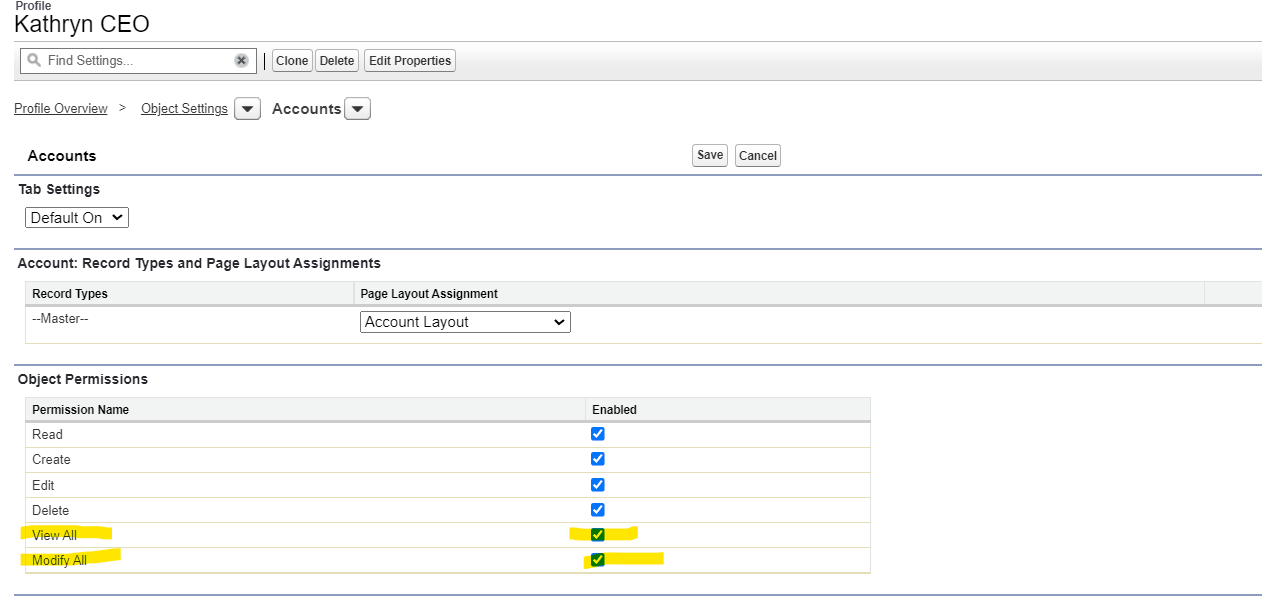 Profile
Kathryn CEO
Find Settings... Clone Delete Edit Properties
Profile Overview > Object Settings Accounts
Accounts Save Cancel
Tab Settings
Default On
Account: Record Types and Page Layout Assignments
Record Types Page Layout Assignment
--Master-- Account Layout
Object Permissions
Permission Name Enabled
Read
Create
Edit
Delete
View All
Modify All